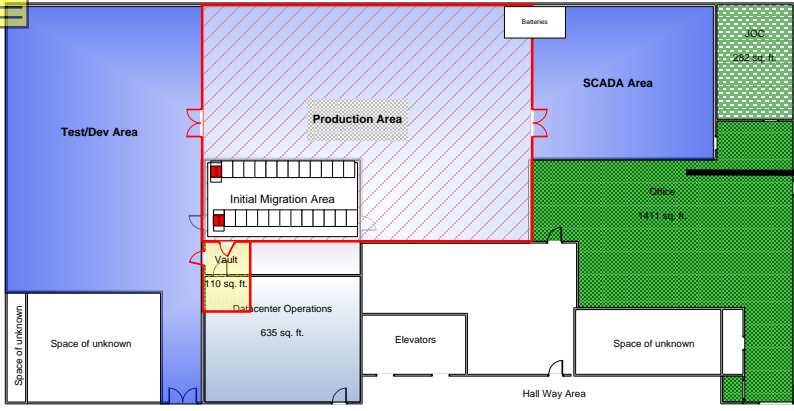 Batteries
JOC
282 sq. ft.
SCADA Area
Production Area
Test/Dev Area
Office
1411 sq. ft.
Initial Migration Area
Vault
110 sq. ft.
Datacenter Operations
635 sq. ft.
Elevators
Space of unknown
Space of unknown
Space of unknown
Hall Way Area